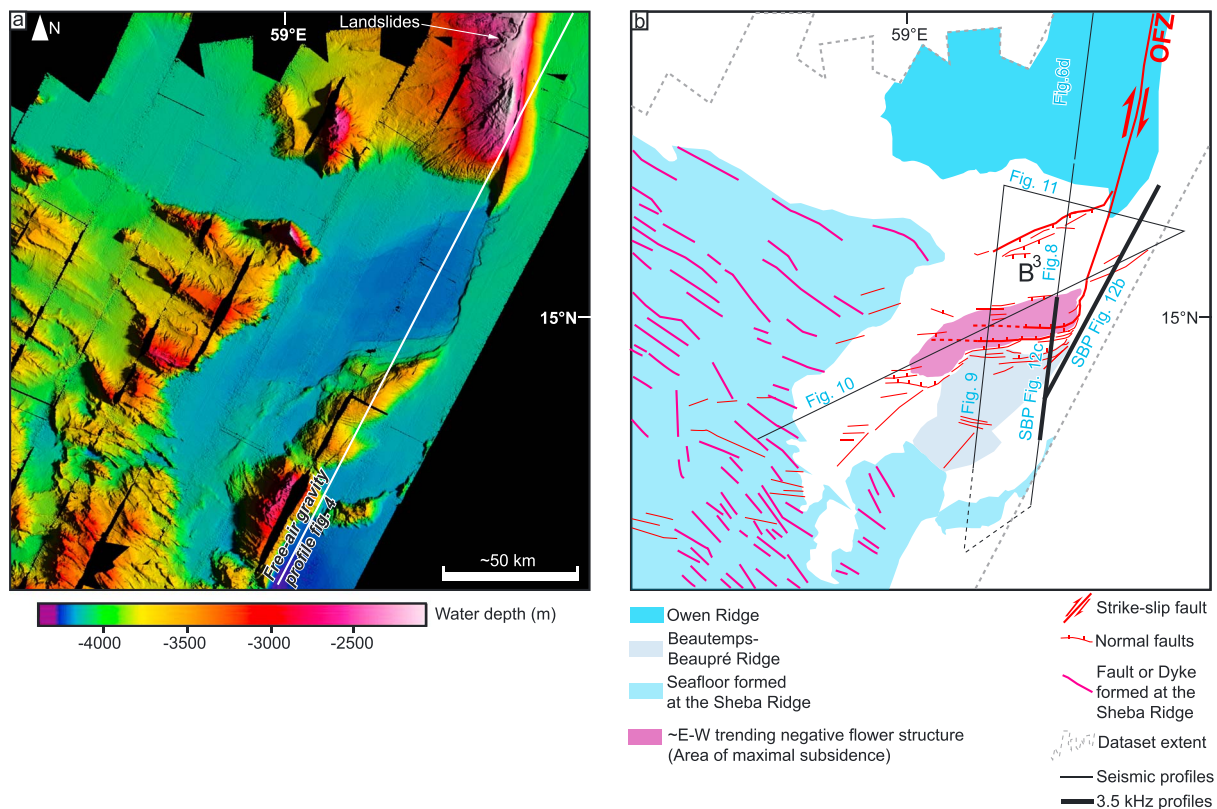 a
N
59°E
Landslides
15°N
Free-air gravity
profile fig. 4
~50 km
Water depth (m)
-4000
-3500
-3000
-2500
b
59°E
OFZ
Fig.6d
Fig. 11
B3
Fig.8
15°N
SBP Fig. 12b
SBP Fig. 12c
Fig. 9
Fig. 10
Owen Ridge
Beautemps-
Beaupré Ridge
Seafloor formed
at the Sheba Ridge
~E-W trending negative flower structure
(Area of maximal subsidence)
Strike-slip fault
Normal faults
Fault or Dyke
formed at the
Sheba Ridge
Dataset extent
Seismic profiles
3.5 kHz profiles